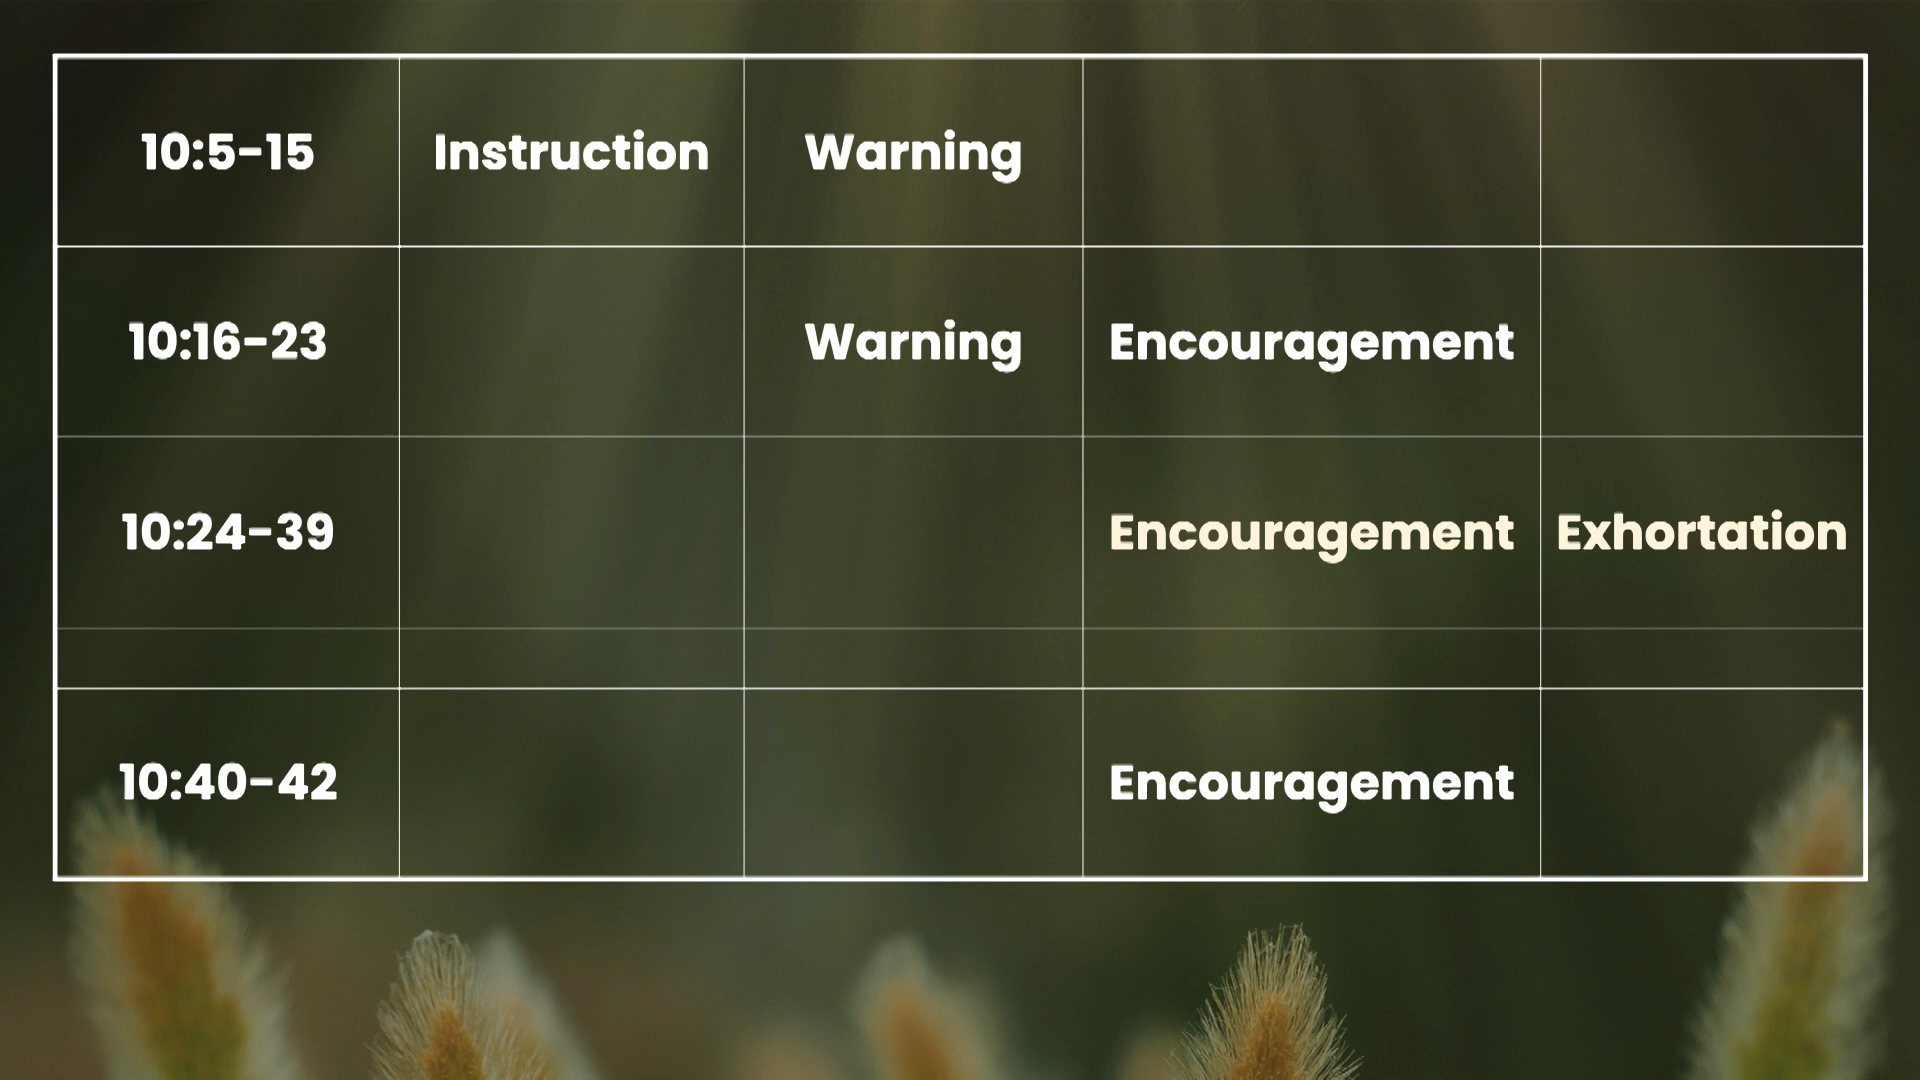 10:5-15 Instruction Warning
10:16-23 Warning Encouragement
10:24-39 Encouragement Exhortation
10:40-42 Encouragement